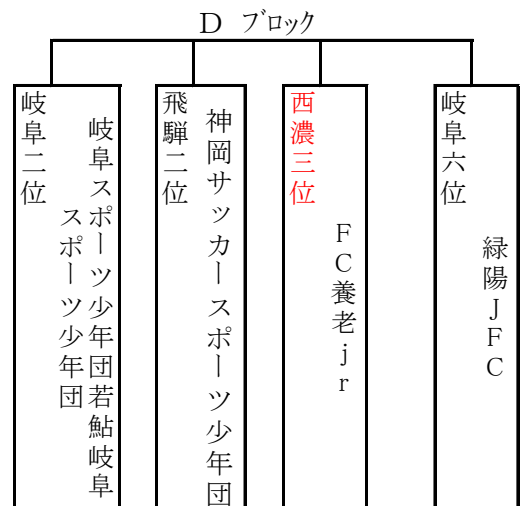 D ブロック
岐阜二位
岐阜スポーツ少年団若鮎岐阜
スポーツ少年団
飛騨二位
神岡サッカースポーツ少年団
西濃三位
FC養老jr
岐阜六位
緑陽JFC